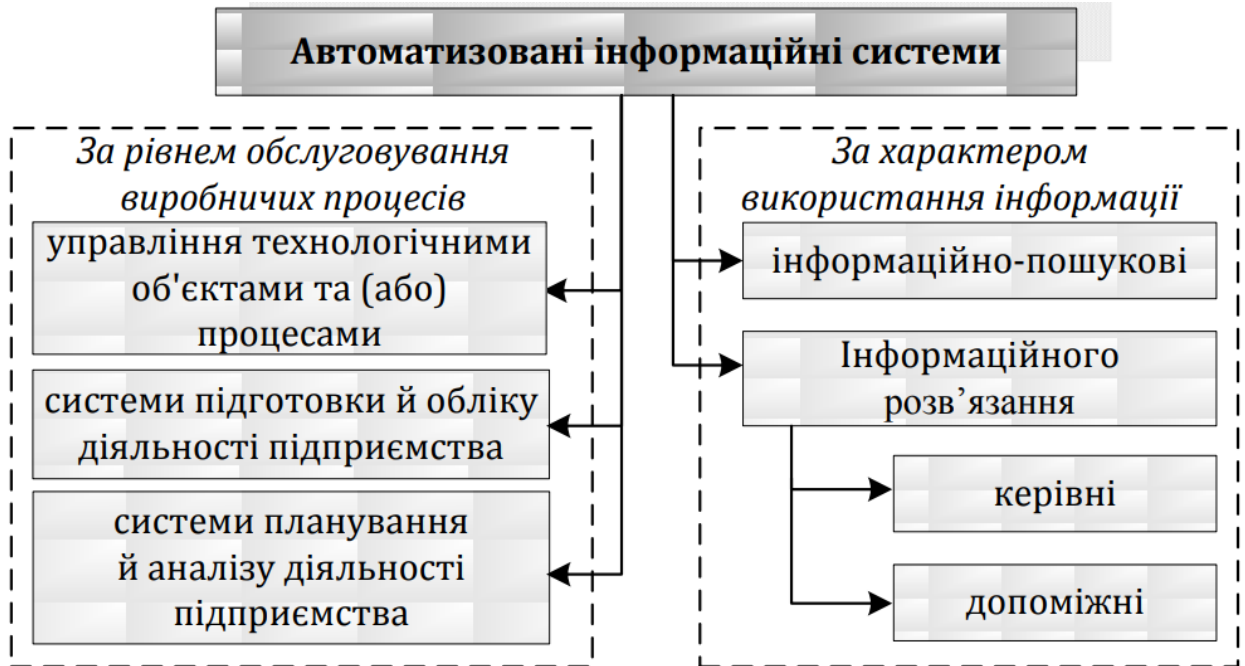 Автоматизовані інформаційні системи
За рівнем обслуговування
виробничих процесів
управління технологічними
об'єктами та (або)
процесами
системи підготовки й обліку
діяльності підприємства
системи планування
й аналізу діяльності
підприємства
За характером
використання інформації
інформаційно-пошукові
Інформаційного
розв’язання
керівні
допоміжні